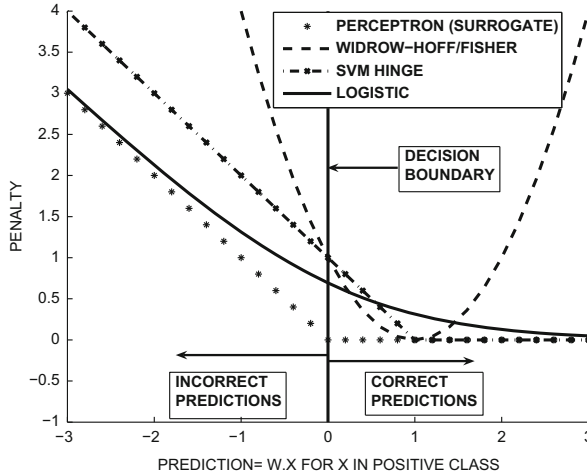 4
3.5
3
2.5
2
1.5
1
0.5
0
−0.5
−1
PENALTY
PERCEPTRON (SURROGATE)
WIDROW−HOFF/FISHER
SVM HINGE
LOGISTIC
DECISION
BOUNDARY
INCORRECT
PREDICTIONS
CORRECT
PREDICTIONS
−3 −2 −1 0 1 2 3
PREDICTION= W.X FOR X IN POSITIVE CLASS